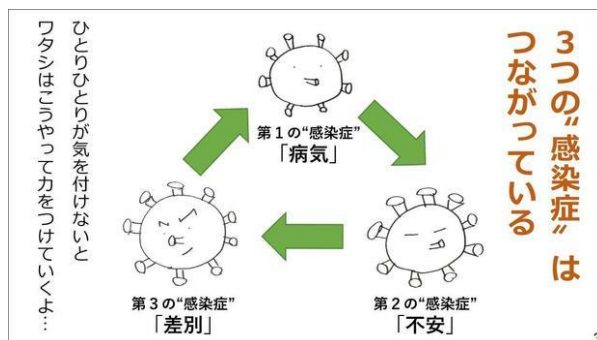 3つの“感染症”は
つながっている
第1の“感染症”
「病気」
第2の“感染症”
「不安」
第3の“感染症”
「差別」
ひとりひとりが気を付けないと
ワタシはこうやって力をつけていくよ…